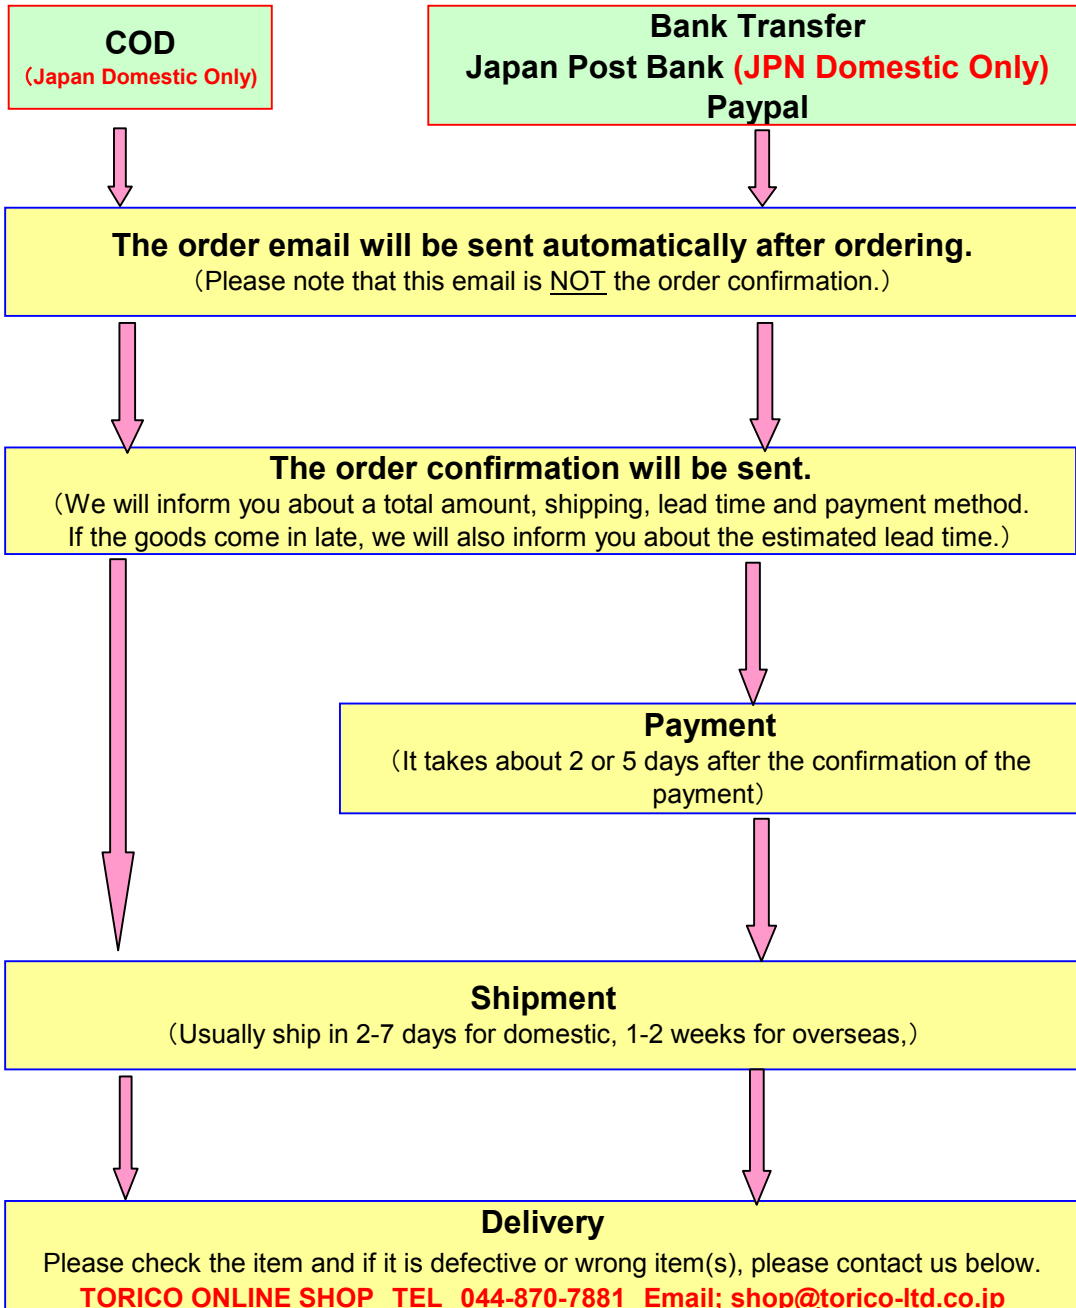 COD
（Japan Domestic Only)
Bank Transfer
Japan Post Bank (JPN Domestic Only)
Paypal
The order email will be sent automatically after ordering.
（Please note that this email is NOT the order confirmation.）
The order confirmation will be sent.
（We will inform you about a total amount, shipping, lead time and payment method.
If the goods come in late, we will also inform you about the estimated lead time.）
Payment
（It takes about 2 or 5 days after the confirmation of the
payment）
Shipment
（Usually ship in 2-7 days for domestic, 1-2 weeks for overseas,）
Delivery
Please check the item and if it is defective or wrong item(s), please contact us below.
TORICO ONLINE SHOP TEL 044-870-7881 Email; shop@torico-ltd.co.jp